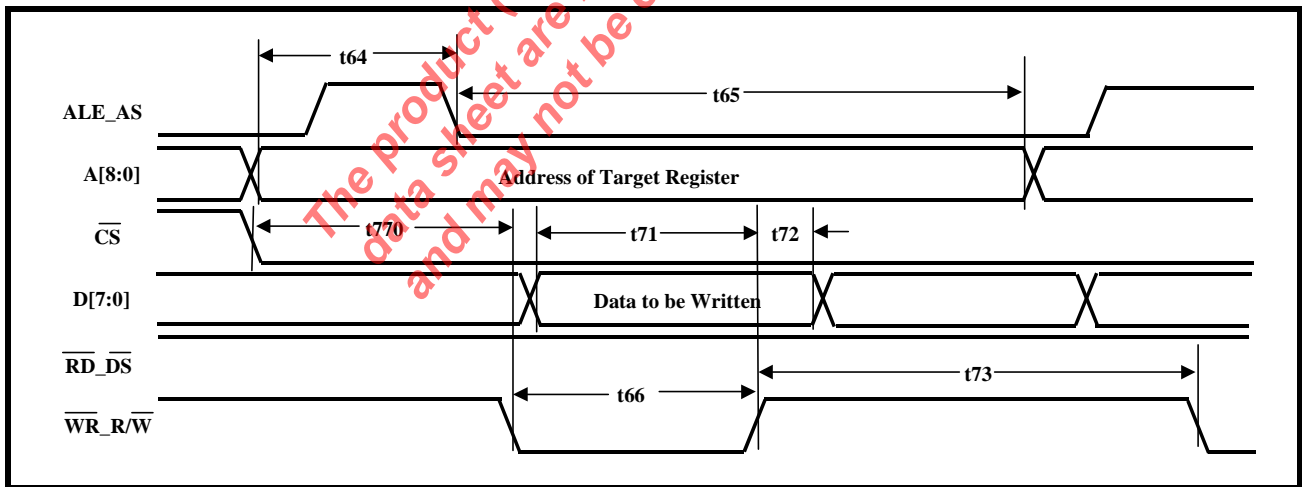 The product (
data sheet are
and may not be
t64
t65
ALE_AS
A[8:0]
Address of Target Register
CS
t770
t71
t72
D[7:0]
Data to be Written
RD_DS
t73
t66
WR_R/W